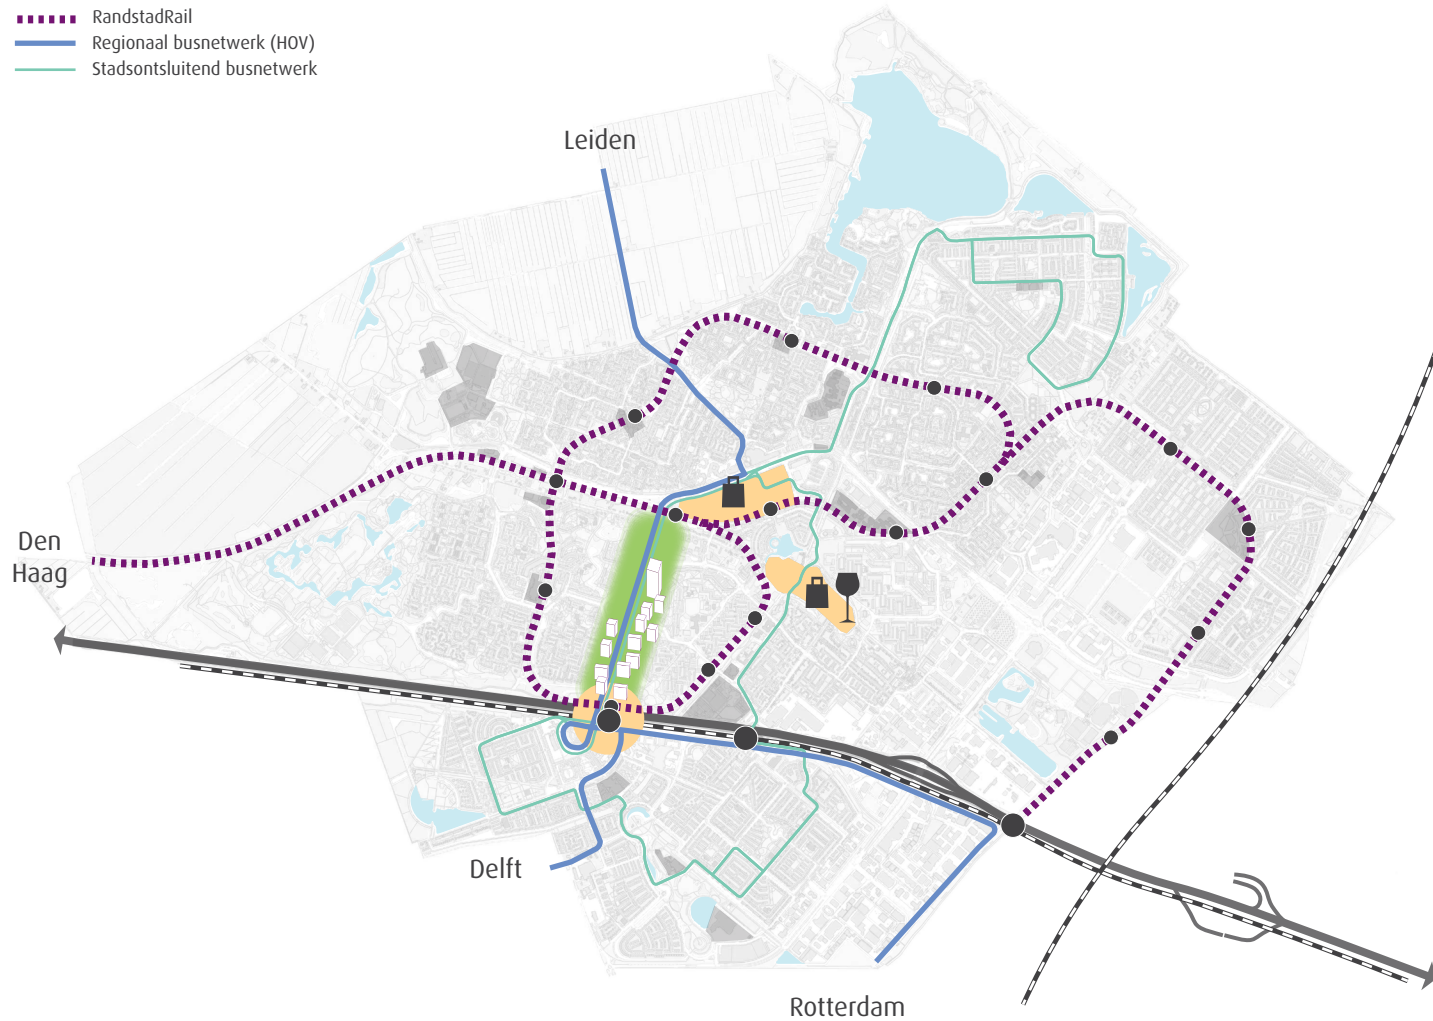 RandstadRail
Regionaal busnetwerk (HOV)
Stadsontsluitend busnetwerk
Leiden
Den
Haag
Delft
Rotterdam